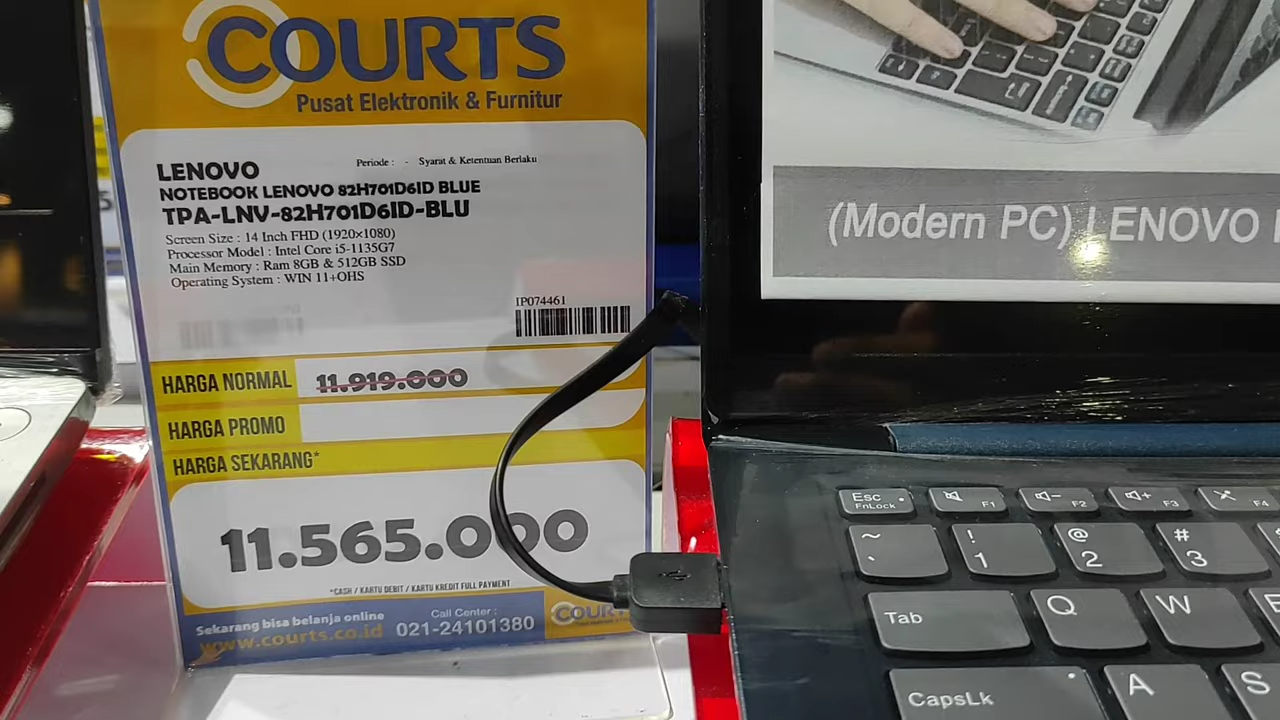 COURTS
Pusat Elektronik & Furnitur
LENOVO
Periode : - Syarat & Ketentuan Berlaku
NOTEBOOK LENOVO 82H701D6ID BLUE
TPA-LNV-82H701D6ID-BLU
Screen Size : 14 Inch FHD (1920×1080)
Processor Model : Intel Core i5-1135G7
Main Memory : Ram 8GB & 512GB SSD
Operating System : WIN 11+OHS
IP074461
HARGA NORMAL 11.919.000
HARGA PROMO
HARGA SEKARANG*
11.565.000
*CASH / KARTU DEBIT / KARTU KREDIT FULL PAYMENT
Sekarang bisa belanja online
www.courts.co.id
Call Center :
021-24101380
COURT
(Modern PC) LENOVO
Esc
FnLock
F1
F2
F3
F4
~
`
!
1
@
2
#
3
Tab
Q
W
CapsLk
A
S